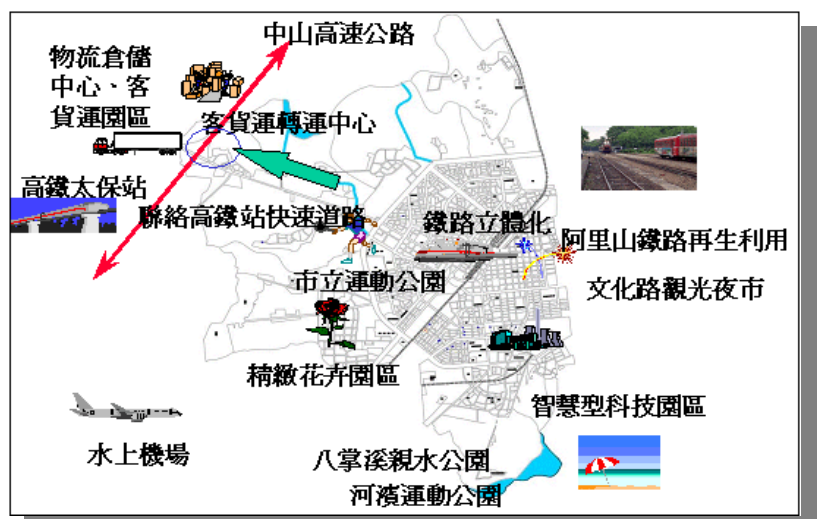 中山高速公路
物流倉儲
中心、客
貨運園區
客貨運轉運中心
高鐵太保站
聯絡高鐵站快速道路
鐵路立體化
阿里山鐵路再生利用
市立運動公園
文化路觀光夜市
精緻花卉園區
智慧型科技園區
水上機場
八掌溪親水公園
河濱運動公園